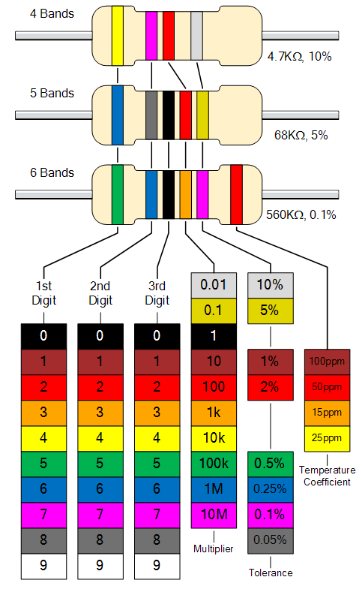 4 Bands
4.7KΩ, 10%
5 Bands
68KΩ, 5%
6 Bands
560KΩ, 0.1%
1st Digit
2nd Digit
3rd Digit
0.01 10%
0.1 5%
0 0 0 1
1 1 1 10 1% 100ppm
2 2 2 100 2% 50ppm
3 3 3 1k 15ppm
4 4 4 10k 25ppm
5 5 5 100k 0.5%
6 6 6 1M 0.25%
7 7 7 10M 0.1%
8 8 8 0.05%
9 9 9
Temperature
Coefficient
Multiplier
Tolerance